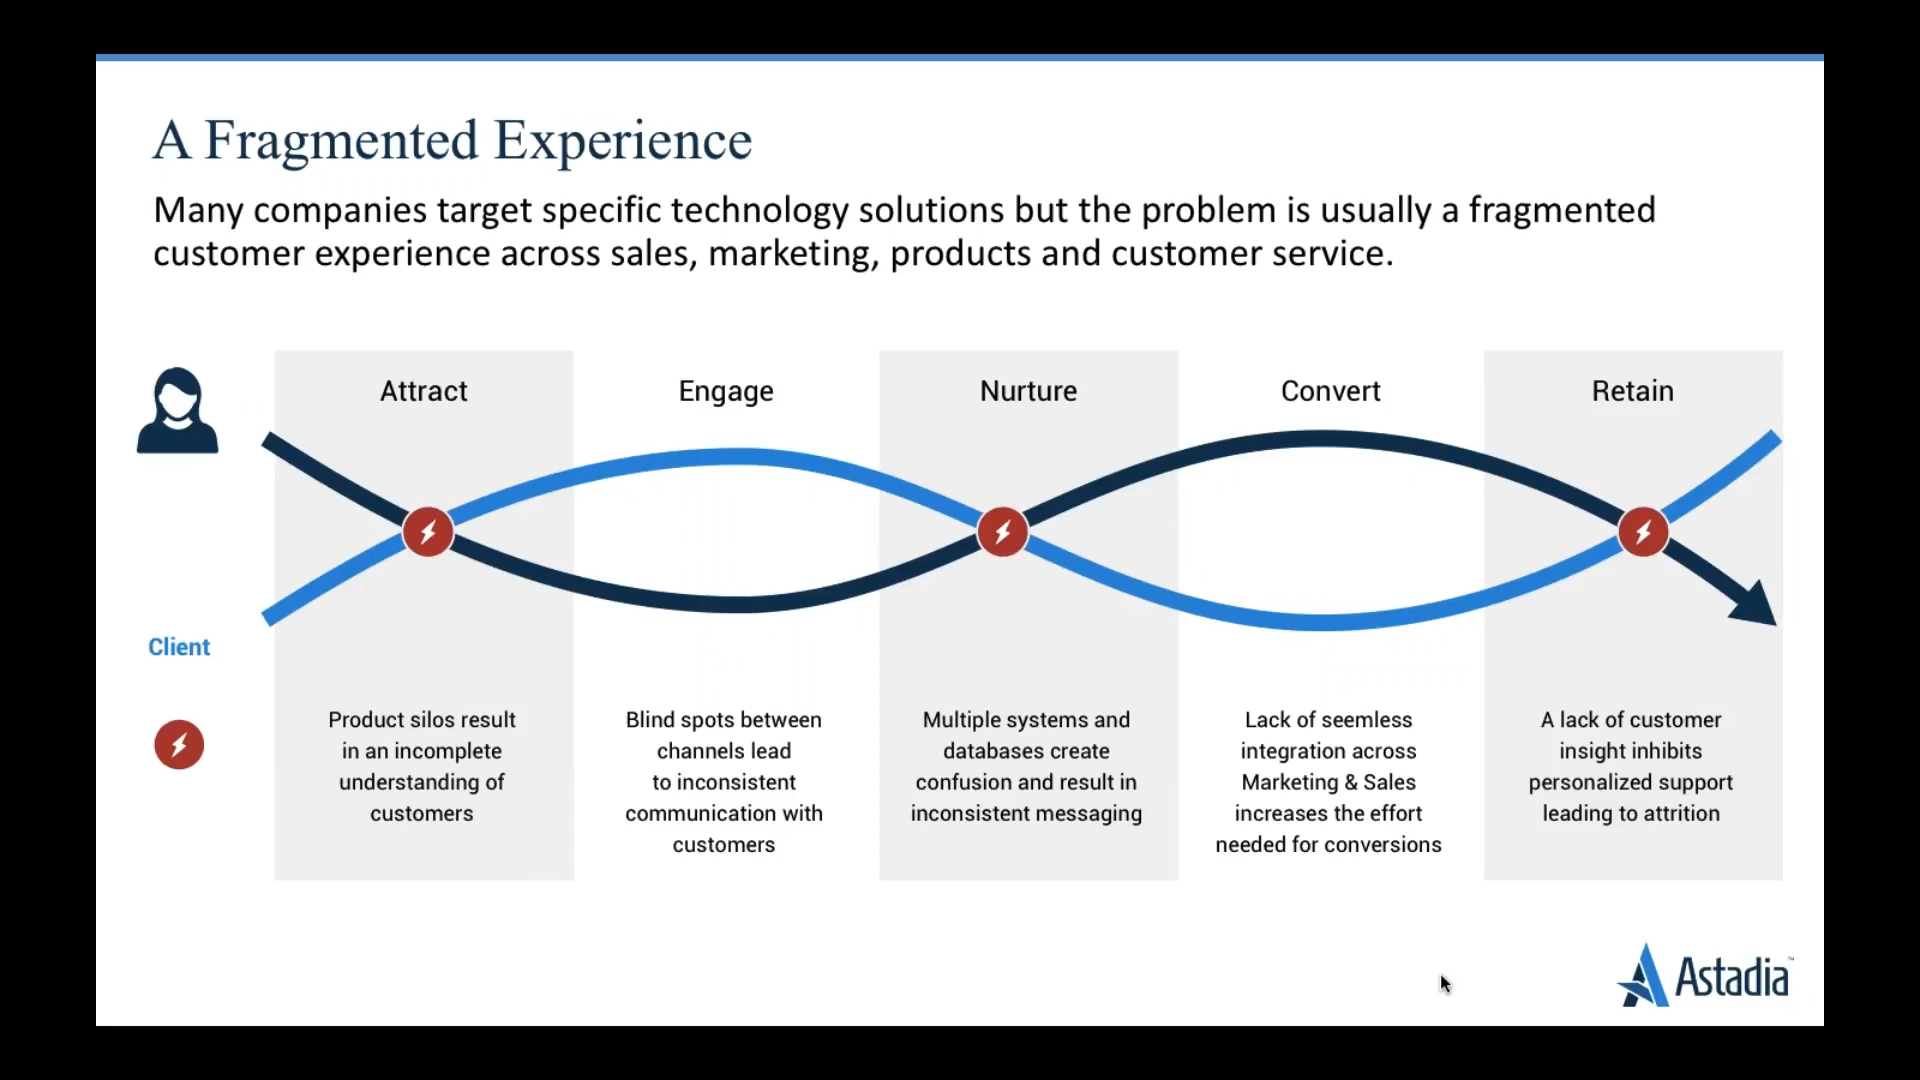 A Fragmented Experience
Many companies target specific technology solutions but the problem is usually a fragmented
customer experience across sales, marketing, products and customer service.
Attract
Engage
Nurture
Convert
Retain
Client
Product silos result
in an incomplete
understanding of
customers
Blind spots between
channels lead
to inconsistent
communication with
customers
Multiple systems and
databases create
confusion and result in
inconsistent messaging
Lack of seemless
integration across
Marketing & Sales
increases the effort
needed for conversions
A lack of customer
insight inhibits
personalized support
leading to attrition
Astadia™